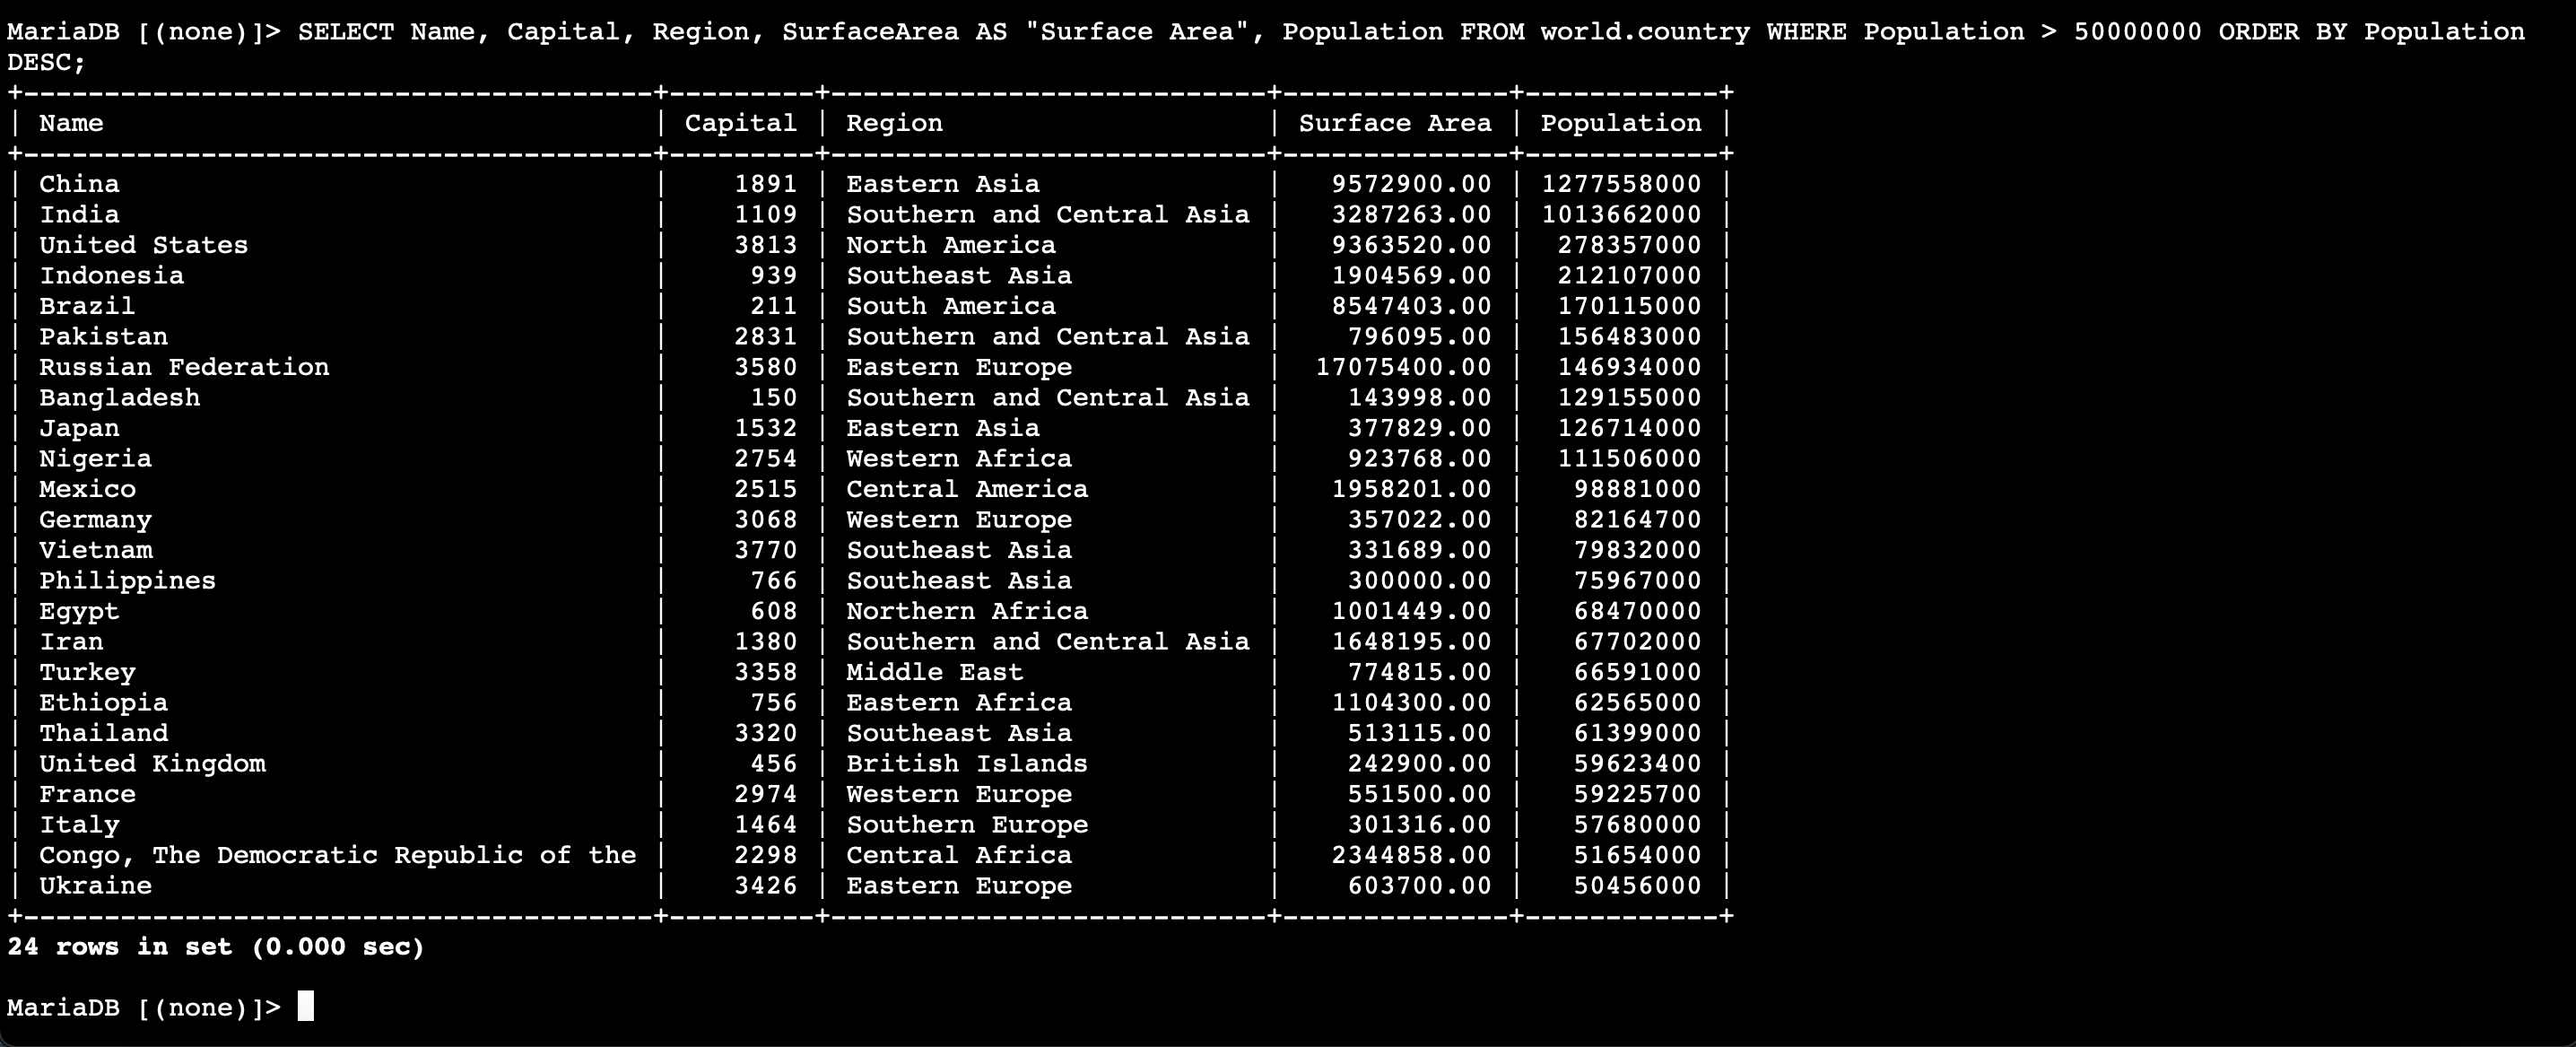 MariaDB [(none)]> SELECT Name, Capital, Region, SurfaceArea AS "Surface Area", Population FROM world.country WHERE Population > 50000000 ORDER BY Population
DESC;
+---------------------------------------+---------+---------------------------+--------------+------------+
| Name                                  | Capital | Region                    | Surface Area | Population |
+---------------------------------------+---------+---------------------------+--------------+------------+
| China                                 |    1891 | Eastern Asia              |   9572900.00 | 1277558000 |
| India                                 |    1109 | Southern and Central Asia |   3287263.00 | 1013662000 |
| United States                         |    3813 | North America             |   9363520.00 |  278357000 |
| Indonesia                             |     939 | Southeast Asia            |   1904569.00 |  212107000 |
| Brazil                                |     211 | South America             |   8547403.00 |  170115000 |
| Pakistan                              |    2831 | Southern and Central Asia |    796095.00 |  156483000 |
| Russian Federation                    |    3580 | Eastern Europe            |  17075400.00 |  146934000 |
| Bangladesh                            |     150 | Southern and Central Asia |    143998.00 |  129155000 |
| Japan                                 |    1532 | Eastern Asia              |    377829.00 |  126714000 |
| Nigeria                               |    2754 | Western Africa            |    923768.00 |  111506000 |
| Mexico                                |    2515 | Central America           |   1958201.00 |   98881000 |
| Germany                               |    3068 | Western Europe            |    357022.00 |   82164700 |
| Vietnam                               |    3770 | Southeast Asia            |    331689.00 |   79832000 |
| Philippines                           |     766 | Southeast Asia            |    300000.00 |   75967000 |
| Egypt                                 |     608 | Northern Africa           |   1001449.00 |   68470000 |
| Iran                                  |    1380 | Southern and Central Asia |   1648195.00 |   67702000 |
| Turkey                                |    3358 | Middle East               |    774815.00 |   66591000 |
| Ethiopia                              |     756 | Eastern Africa            |   1104300.00 |   62565000 |
| Thailand                              |    3320 | Southeast Asia            |    513115.00 |   61399000 |
| United Kingdom                        |     456 | British Islands           |    242900.00 |   59623400 |
| France                                |    2974 | Western Europe            |    551500.00 |   59225700 |
| Italy                                 |    1464 | Southern Europe           |    301316.00 |   57680000 |
| Congo, The Democratic Republic of the |    2298 | Central Africa            |   2344858.00 |   51654000 |
| Ukraine                               |    3426 | Eastern Europe            |    603700.00 |   50456000 |
+---------------------------------------+---------+---------------------------+--------------+------------+
24 rows in set (0.000 sec)
MariaDB [(none)]>